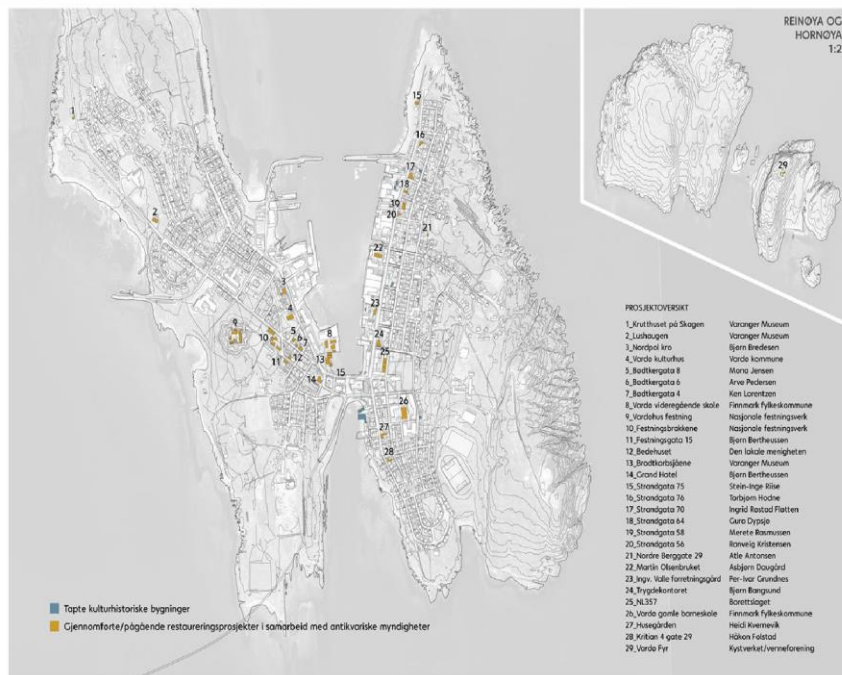 REINØYA OG
HORNØYA
1:2
1
2
3
4
5
6
7
8
9
10
11
12
13
14
15
15
16
17
18
19
20
21
22
23
24
25
26
27
28
29
PROSJEKTOVERSIKT
1_Krutthuset på Skagen Varanger Museum
2_Lushaugen Varanger Museum
3_Nordpol kro Bjørn Bredesen
4_Vardø kulturhus Vardø kommune
5_Bødtkergata 8 Mona Jensen
6_Bødtkergata 6 Arve Pedersen
7_Bødtkergata 4 Ken Lorentzen
8_Vardø videregående skole Finnmark fylkeskommune
9_Vardøhus festning Nasjonale festningsverk
10_Festningsbrakkene Nasjonale festningsverk
11_Festningsgata 15 Bjørn Bertheussen
12_Bedehuset Den lokale menigheten
13_Brodtkorbsjåene Varanger Museum
14_Grand Hotel Bjørn Bertheussen
15_Strandgata 75 Stein-Inge Riise
16_Strandgata 76 Torbjørn Hodne
17_Strandgata 70 Ingrid Røstad Fløtten
18_Strandgata 64 Guro Dypsjø
19_Strandgata 58 Merete Rasmussen
20_Strandgata 56 Ranveig Kristensen
21_Nordre Berggate 29 Atle Antonsen
22_Martin Olsenbruket Asbjørn Daugård
23_Ingv. Valle forretningsgård Per-Ivar Grundnes
24_Trygdekontoret Bjørn Bangsund
25_NL357 Borettslaget
26_Vardø gamle barneskole Finnmark fylkeskommune
27_Husegården Heidi Kvernevik
28_Kritian 4 gate 29 Håkon Følstad
29_Vardø Fyr Kystverket/venneforening
Tapte kulturhistoriske bygninger
Gjennomførte/pågående restaureringsprosjekter i samarbeid med antikvariske myndigheter